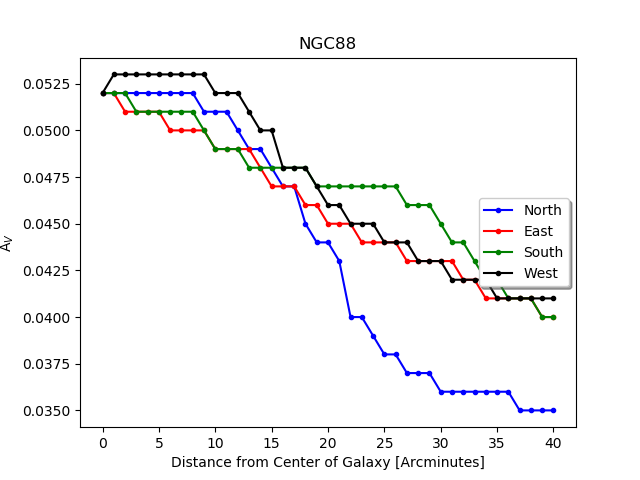 NGC88
0.0525
0.0500
0.0475
0.0450
0.0425
0.0400
0.0375
0.0350
A_V
North
East
South
West
0 5 10 15 20 25 30 35 40
Distance from Center of Galaxy [Arcminutes]